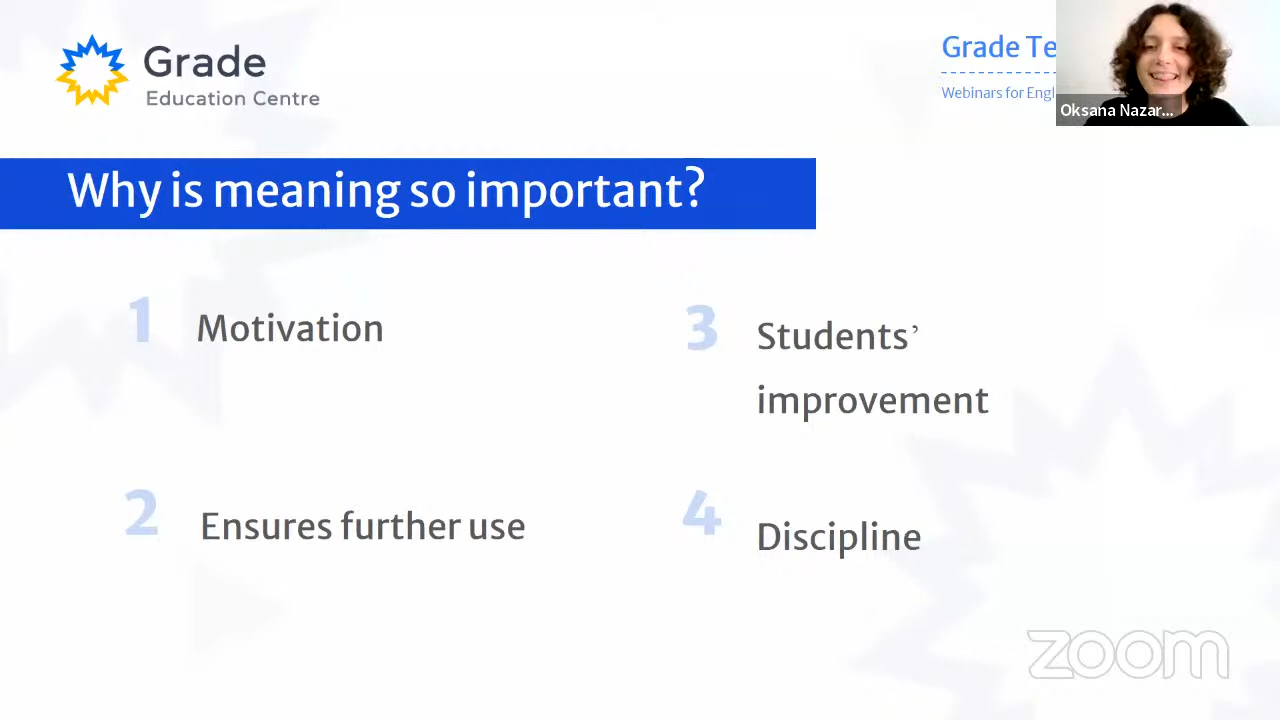 Grade
Education Centre
Grade Te
Webinars for Engl
Oksana Nazar...
Why is meaning so important?
1 Motivation
2 Ensures further use
3 Students’
improvement
4 Discipline
zoom